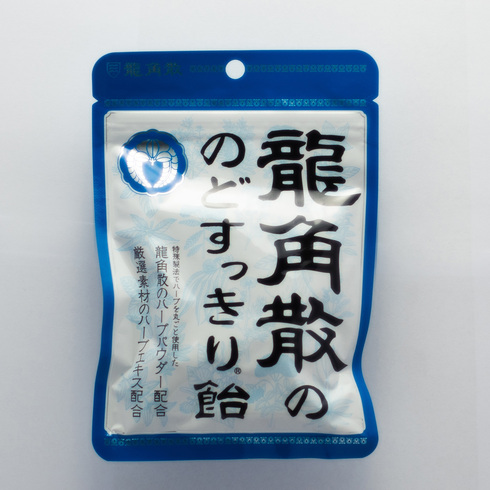 龍角散
龍角散の
のどすっきり®飴
特殊製法でハーブを丸ごと使用した
龍角散のハーブパウダー配合
厳選素材のハーブエキス配合